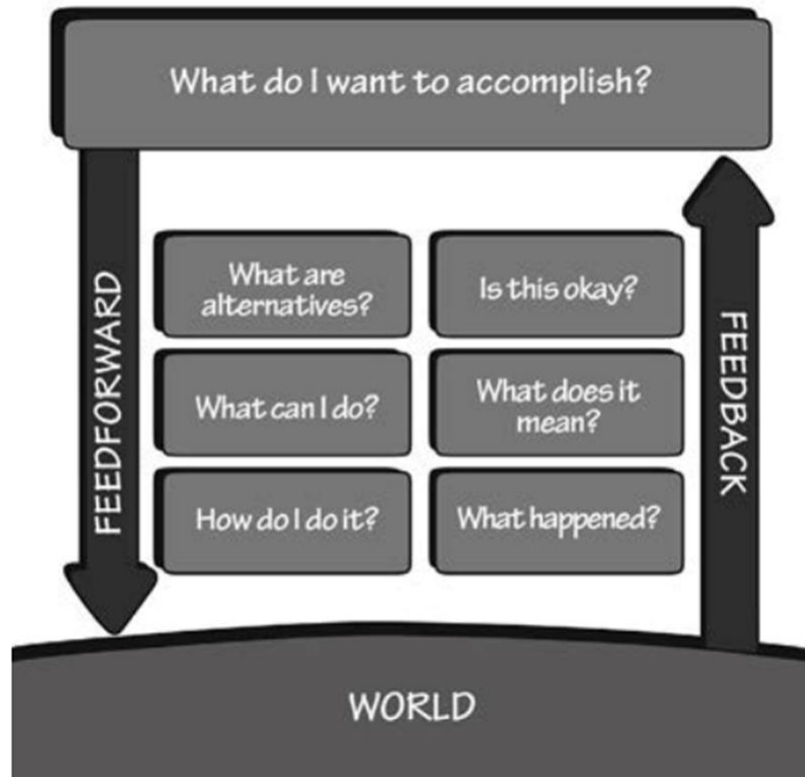 What do I want to accomplish?
FEEDFORWARD
What are
alternatives?
What can I do?
How do I do it?
Is this okay?
What does it
mean?
What happened?
FEEDBACK
WORLD